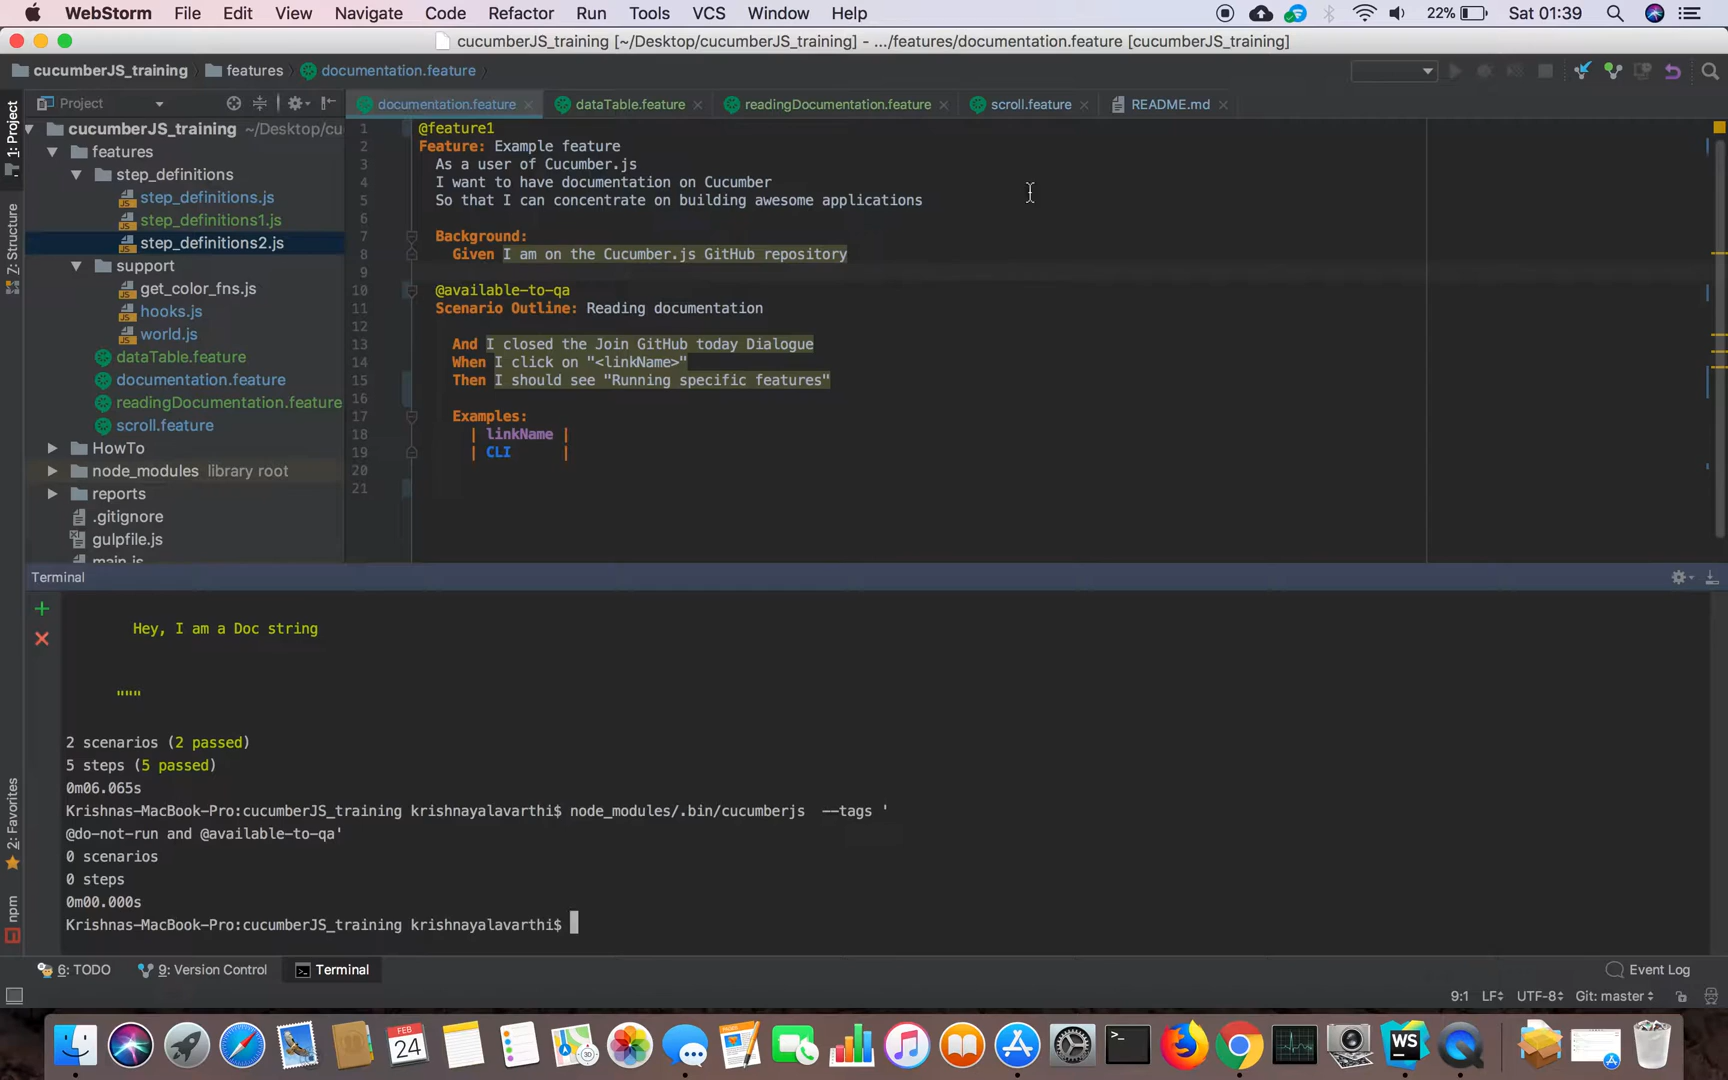 WebStorm File Edit View Navigate Code Refactor Run Tools VCS Window Help 22% Sat 01:39
cucumberJS_training [~/Desktop/cucumberJS_training] - .../features/documentation.feature [cucumberJS_training]
cucumberJS_training features documentation.feature
1: Project
7: Structure
2: Favorites
npm
Project
documentation.feature dataTable.feature readingDocumentation.feature scroll.feature README.md
cucumberJS_training ~/Desktop/cu
features
step_definitions
step_definitions.js
step_definitions1.js
step_definitions2.js
support
get_color_fns.js
hooks.js
world.js
dataTable.feature
documentation.feature
readingDocumentation.feature
scroll.feature
HowTo
node_modules library root
reports
.gitignore
gulpfile.js
main.js
1 @feature1
2 Feature: Example feature
3 As a user of Cucumber.js
4 I want to have documentation on Cucumber
5 So that I can concentrate on building awesome applications
6
7 Background:
8 Given I am on the Cucumber.js GitHub repository
9
10 @available-to-qa
11 Scenario Outline: Reading documentation
12
13 And I closed the Join GitHub today Dialogue
14 When I click on "<linkName>"
15 Then I should see "Running specific features"
16
17 Examples:
18 | linkName |
19 | CLI |
20
21
Terminal
Hey, I am a Doc string
"""
2 scenarios (2 passed)
5 steps (5 passed)
0m06.065s
Krishnas-MacBook-Pro:cucumberJS_training krishnayalavarthi$ node_modules/.bin/cucumberjs --tags '
@do-not-run and @available-to-qa'
0 scenarios
0 steps
0m00.000s
Krishnas-MacBook-Pro:cucumberJS_training krishnayalavarthi$
6: TODO 9: Version Control Terminal Event Log
9:1 LF UTF-8 Git: master
FEB
24
WS